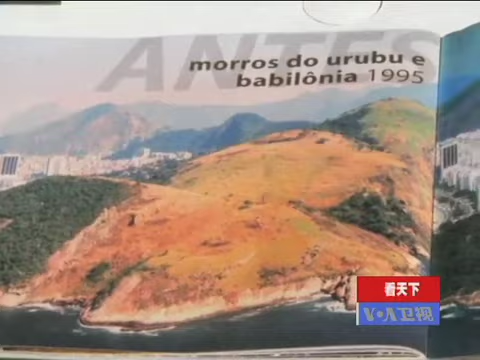 ANTES
morros do urubu e
babilônia 1995
看天下
VOA卫视